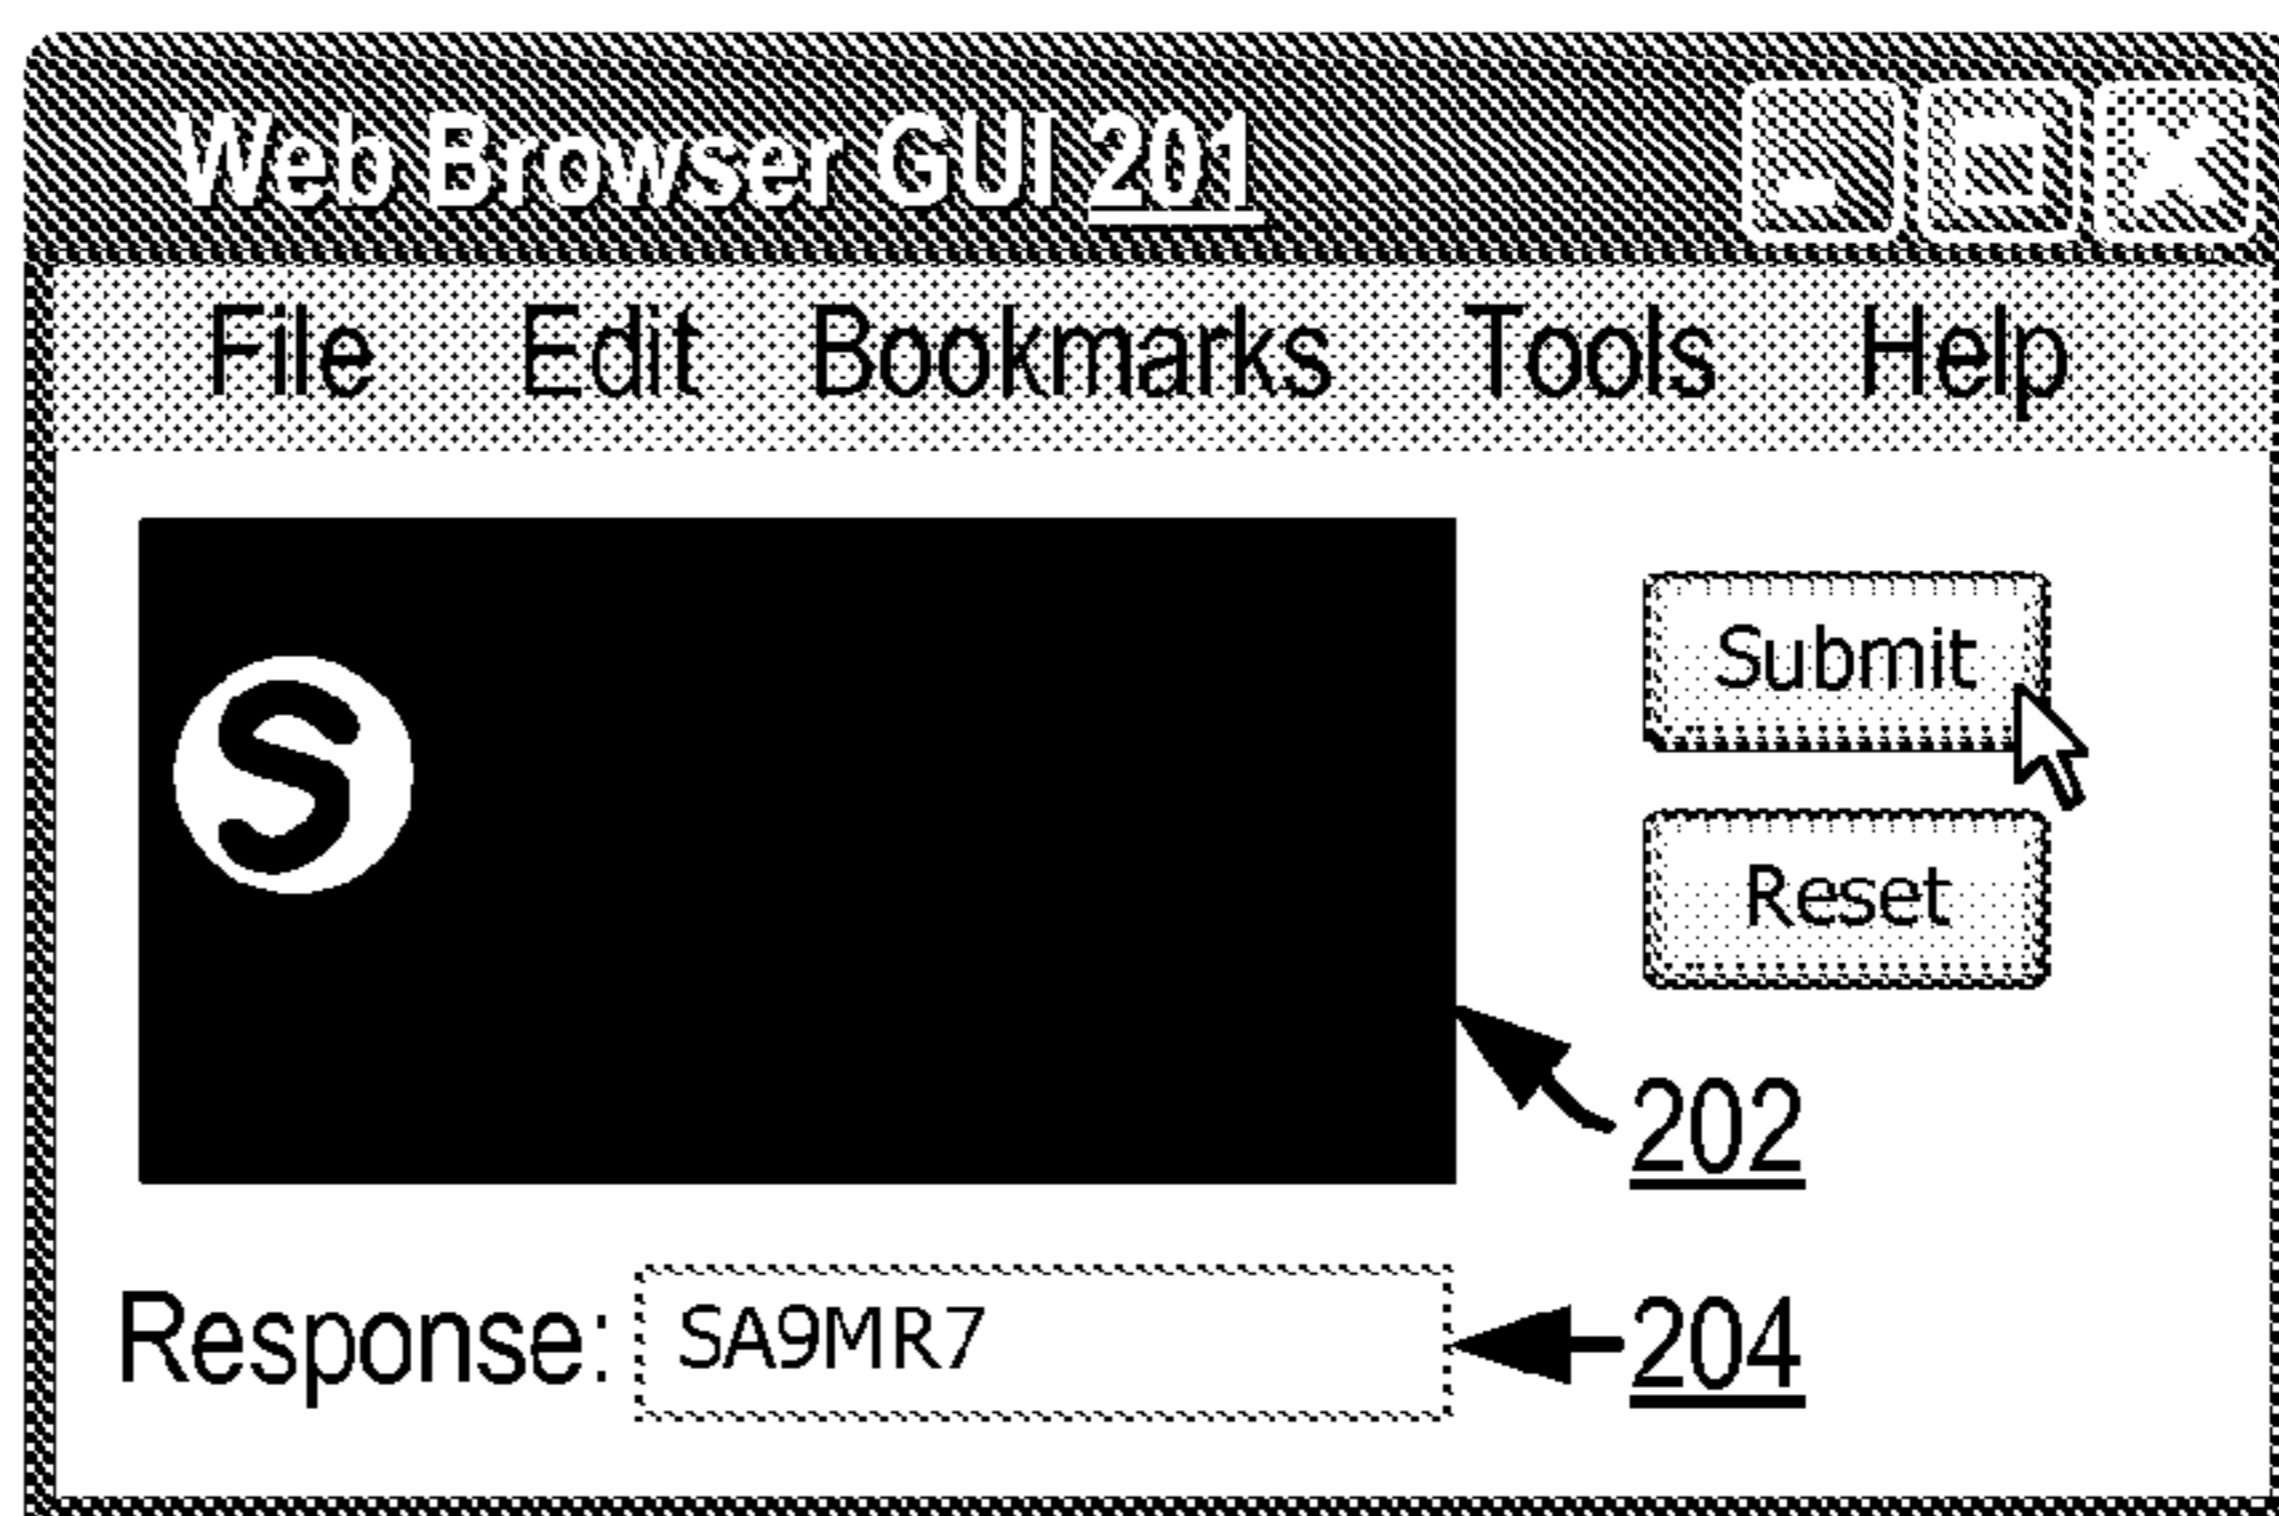 Web Browser GUI 201
File Edit Bookmarks Tools Help
S
Submit
Reset
202
Response: SA9MR7
204